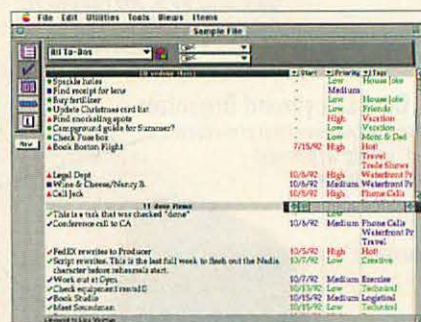 File Edit Utilities Tools Views Items
Sample File
All To-Dos
undone items Start Priority Tags
Spackle holes Low House Jobs
Find receipt for lens Medium
Buy fertilizer Low House Jobs
Update Christmas card list Low Friends
Find snorkeling spots High Vacation
Campground guide for Summer? Low Vacation
Check Fuse box Low Mom & Dad
Book Boston Flight 7/15/92 High Hot!
Travel
Trade Shows
Legal Dept 10/6/92 High Waterfront Pr
Wine & Cheese/Nancy B. 10/6/92 Medium Waterfront Pr
Call Jack 10/6/92 High Phone Calls
11 done items
This is a task that was checked "done" Low
Conference call to CA 10/6/92 Medium Phone Calls
Waterfront Pr
Travel
FedEX rewrites to Producer 10/5/92 High Hot!
Script rewrites. This is the last full week to flesh out the Nadia 10/7/92 Low Creative
character before rehearsals start.
Work out at Gym 10/7/92 Medium Exercise
Check equipment rental 10/15/92 Low Technical
Book Studio 10/15/92 Medium Logistical
Meet Soundman 10/15/92 Low Technical
New